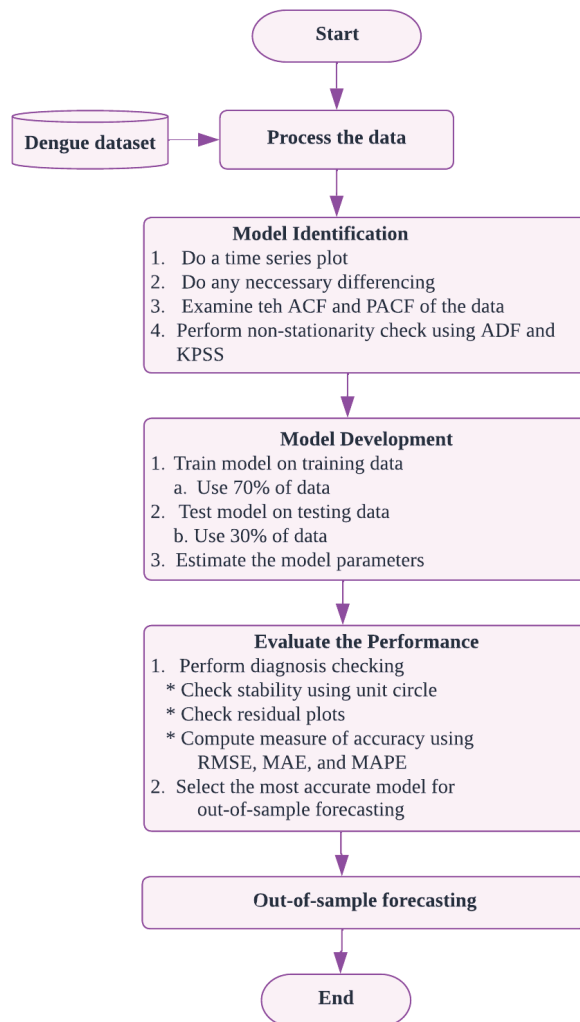 Start
Dengue dataset
Process the data
Model Identification
1. Do a time series plot
2. Do any neccessary differencing
3. Examine teh ACF and PACF of the data
4. Perform non-stationarity check using ADF and
KPSS
Model Development
1. Train model on training data
a. Use 70% of data
2. Test model on testing data
b. Use 30% of data
3. Estimate the model parameters
Evaluate the Performance
1. Perform diagnosis checking
* Check stability using unit circle
* Check residual plots
* Compute measure of accuracy using
RMSE, MAE, and MAPE
2. Select the most accurate model for
out-of-sample forecasting
Out-of-sample forecasting
End